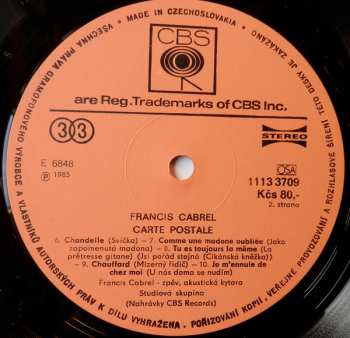 MADE IN CZECHOSLOVAKIA
VŠECHNA PRÁVA GRAMOFONOVÉHO VÝROBCE A VLASTNÍKŮ AUTORSKÝCH PRÁV K DÍLU VYHRAŽENA. POŘIZOVÁNÍ KOPIÍ, VEREJNÉ PROVOZOVÁNÍ A ROZHLASOVÉ ŠÍŘENÍ TÉTO DESKY JE ZAKÁZÁNO
CBS
are Reg. Trademarks of CBS Inc.
33
STEREO
E 6848
℗ 1985
OSA
1113 3709
Kčs 80,-
2. strana
FRANCIS CABREL
CARTE POSTALE
6. Chandelle (Svíčka) - 7. Comme une madone oubliée (Jako
zapomenutá madona) - 8. Tu es toujours la même (La
prêtresse gitane) (Jsi pořád stejná (Cikánská kněžka))
- 9. Chauffard (Mizerný řidič) - 10. Je m'ennuie de
chez moi (U nás doma se nudím)
Francis Cabrel - zpěv, akustická kytara
Studiová skupina
(Nahrávky CBS Records)